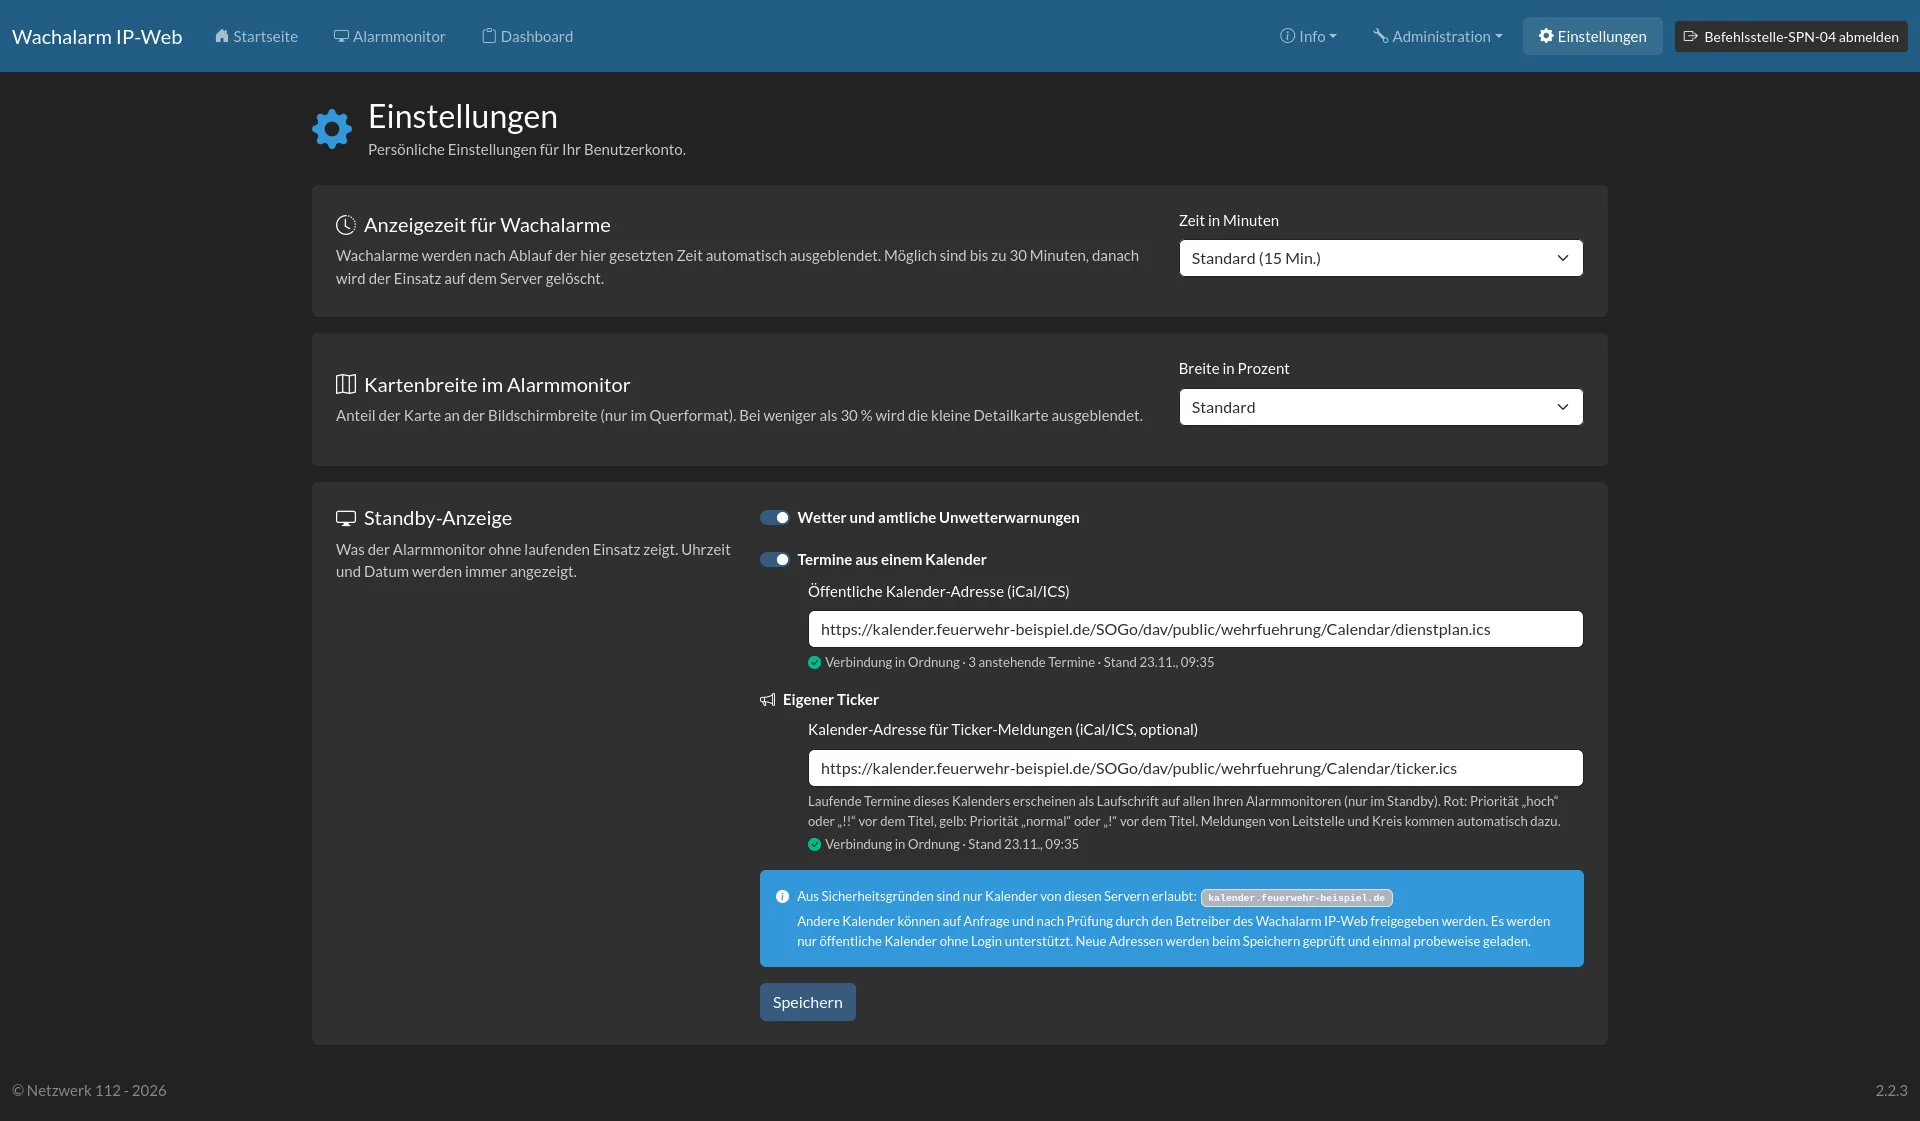 Wachalarm IP-Web
Startseite
Alarmmonitor
Dashboard
Info
Administration
Einstellungen
Befehlsstelle-SPN-04 abmelden
Einstellungen
Persönliche Einstellungen für Ihr Benutzerkonto.
Anzeigezeit für Wachalarme
Wachalarme werden nach Ablauf der hier gesetzten Zeit automatisch ausgeblendet. Möglich sind bis zu 30 Minuten, danach
wird der Einsatz auf dem Server gelöscht.
Zeit in Minuten
Standard (15 Min.)
Kartenbreite im Alarmmonitor
Anteil der Karte an der Bildschirmbreite (nur im Querformat). Bei weniger als 30 % wird die kleine Detailkarte ausgeblendet.
Breite in Prozent
Standard
Standby-Anzeige
Was der Alarmmonitor ohne laufenden Einsatz zeigt. Uhrzeit
und Datum werden immer angezeigt.
Wetter und amtliche Unwetterwarnungen
Termine aus einem Kalender
Öffentliche Kalender-Adresse (iCal/ICS)
https://kalender.feuerwehr-beispiel.de/SOGo/dav/public/wehrfuehrung/Calendar/dienstplan.ics
Verbindung in Ordnung · 3 anstehende Termine · Stand 23.11., 09:35
Eigener Ticker
Kalender-Adresse für Ticker-Meldungen (iCal/ICS, optional)
https://kalender.feuerwehr-beispiel.de/SOGo/dav/public/wehrfuehrung/Calendar/ticker.ics
Laufende Termine dieses Kalenders erscheinen als Laufschrift auf allen Ihren Alarmmonitoren (nur im Standby). Rot: Priorität „hoch“
oder „!!“ vor dem Titel, gelb: Priorität „normal“ oder „!“ vor dem Titel. Meldungen von Leitstelle und Kreis kommen automatisch dazu.
Verbindung in Ordnung · Stand 23.11., 09:35
Aus Sicherheitsgründen sind nur Kalender von diesen Servern erlaubt: kalender.feuerwehr-beispiel.de
Andere Kalender können auf Anfrage und nach Prüfung durch den Betreiber des Wachalarm IP-Web freigegeben werden. Es werden
nur öffentliche Kalender ohne Login unterstützt. Neue Adressen werden beim Speichern geprüft und einmal probeweise geladen.
Speichern
© Netzwerk 112 - 2026
2.2.3